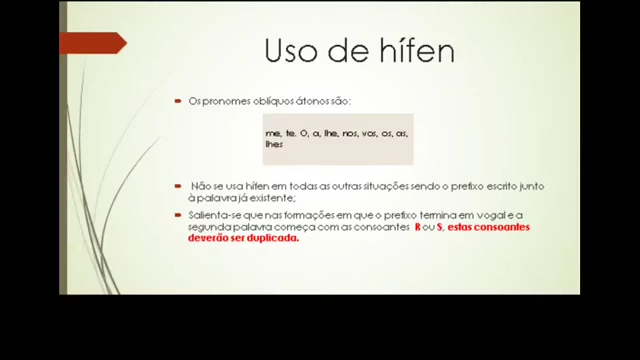 Uso de hífen
Os pronomes oblíquos átonos são:
me, te. O, a, lhe, nos, vos, os, as,
lhes
Não se usa hífen em todas as outras situações sendo o prefixo escrito junto
à palavra já existente;
Salienta-se que nas formações em que o prefixo termina em vogal e a
segunda palavra começa com as consoantes R ou S, estas consoantes
deverão ser duplicada.